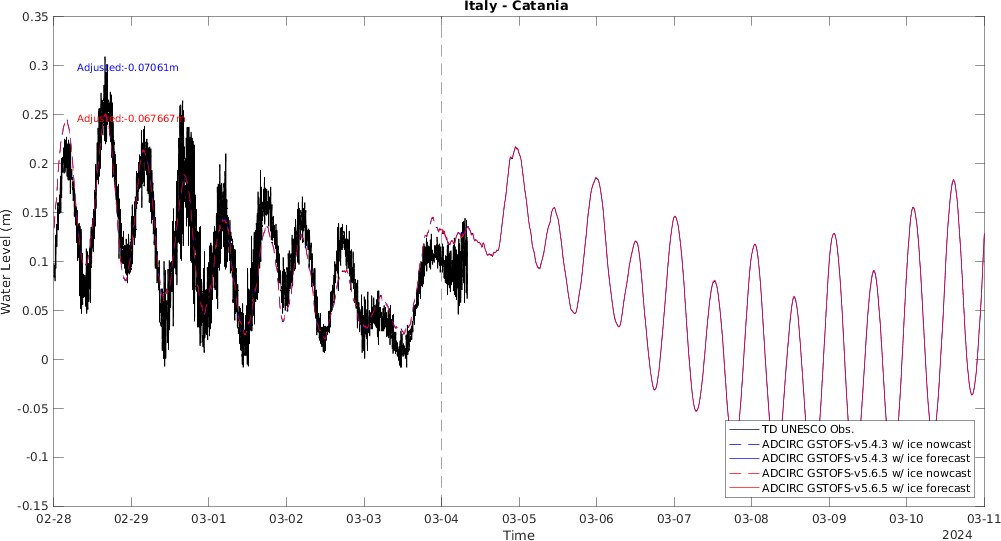 Italy - Catania
0.35
0.3
0.25
0.2
0.15
0.1
0.05
0
-0.05
-0.1
-0.15
Water Level (m)
Adjusted:-0.07061m
Adjusted:-0.067667m
TD UNESCO Obs.
ADCIRC GSTOFS-v5.4.3 w/ ice nowcast
ADCIRC GSTOFS-v5.4.3 w/ ice forecast
ADCIRC GSTOFS-v5.6.5 w/ ice nowcast
ADCIRC GSTOFS-v5.6.5 w/ ice forecast
02-28 02-29 03-01 03-02 03-03 03-04 03-05 03-06 03-07 03-08 03-09 03-10 03-11
Time
2024